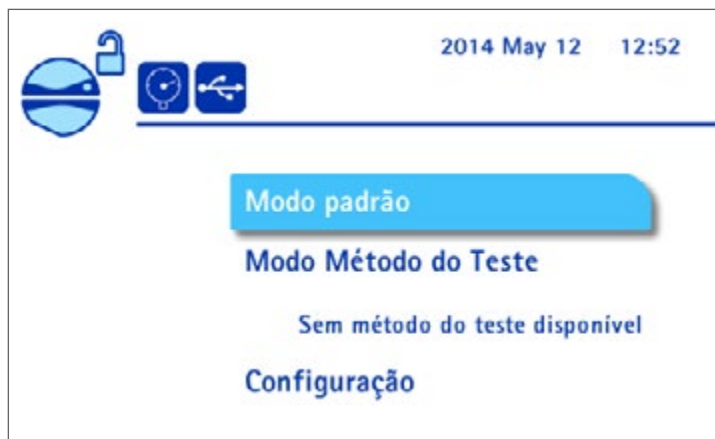 2014 May 12 12:52
Modo padrão
Modo Método do Teste
Sem método do teste disponível
Configuração